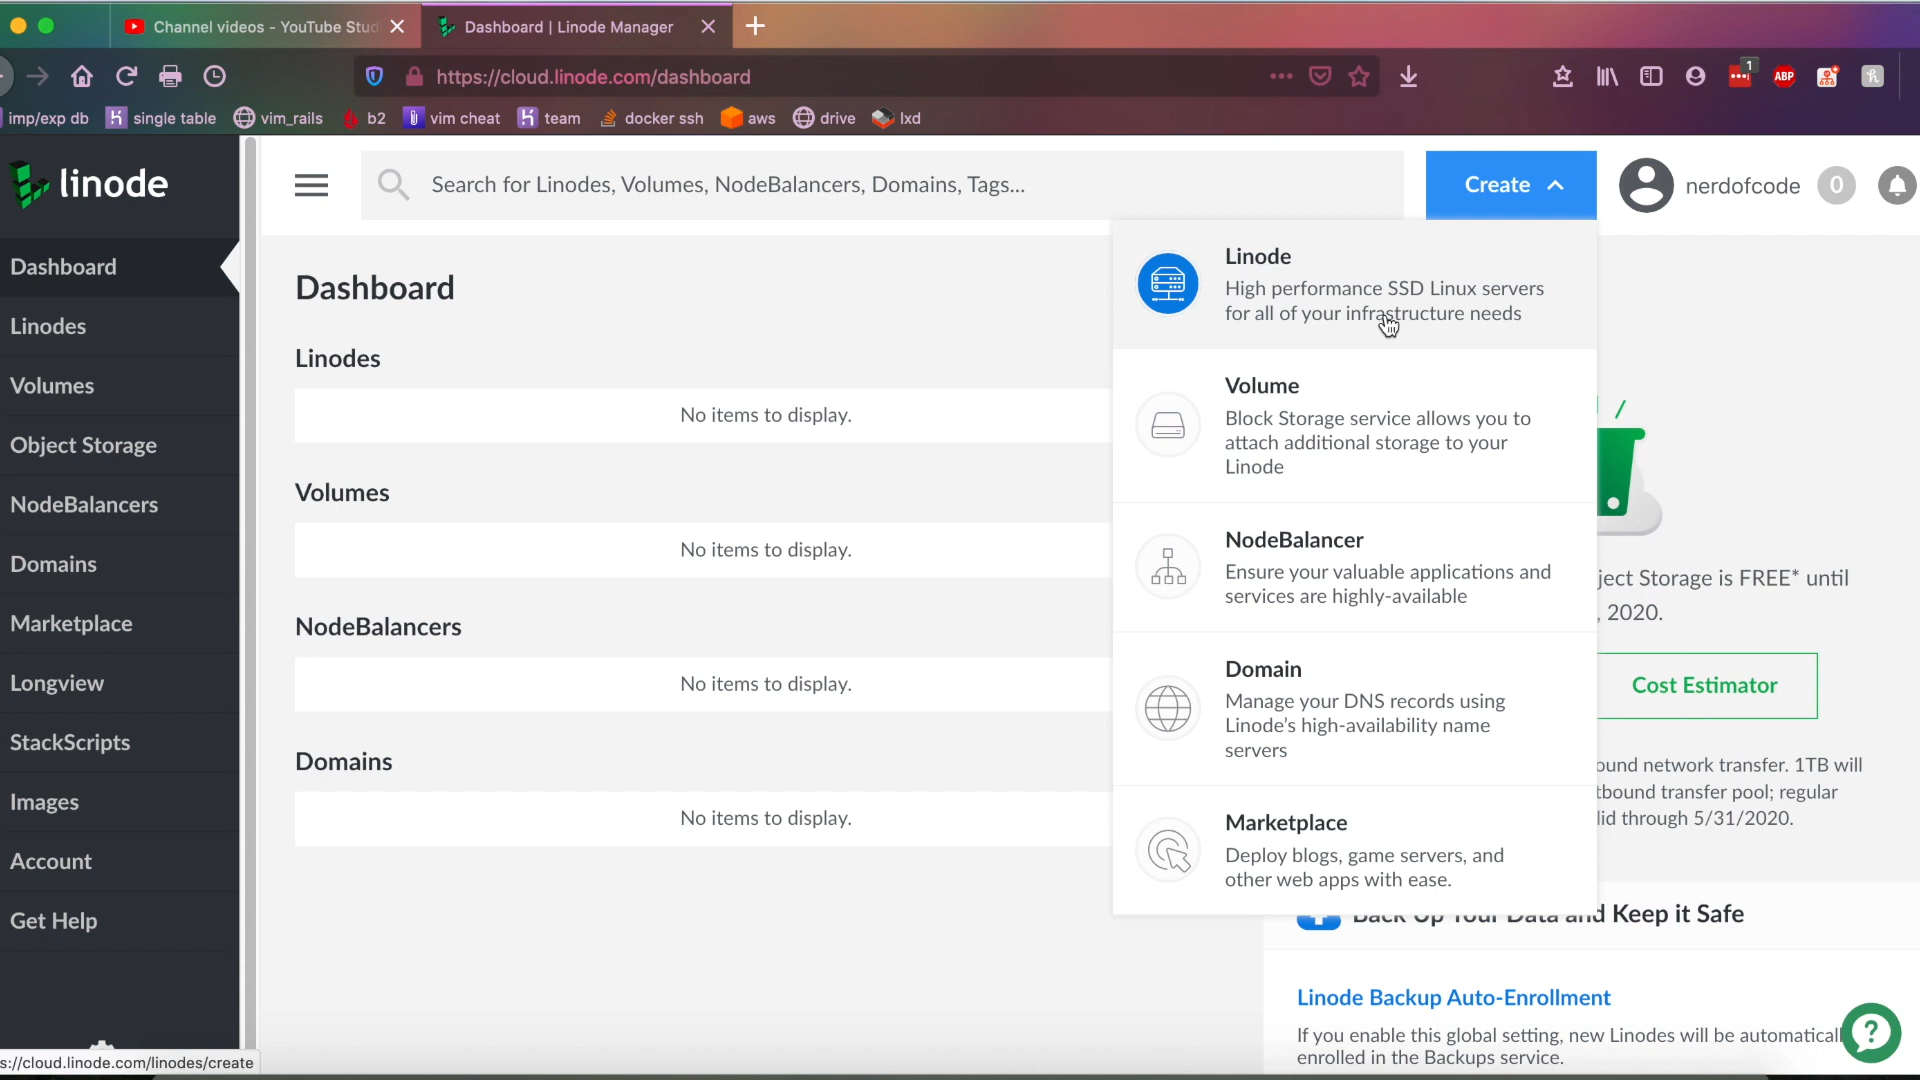 Channel videos - YouTube Stud
Dashboard | Linode Manager
https://cloud.linode.com/dashboard
1
ABP
imp/exp db
single table
vim_rails
b2
vim cheat
team
docker ssh
aws
drive
lxd
linode
Search for Linodes, Volumes, NodeBalancers, Domains, Tags...
Create
nerdofcode
0
Dashboard
Linodes
Volumes
Object Storage
NodeBalancers
Domains
Marketplace
Longview
StackScripts
Images
Account
Get Help
s://cloud.linode.com/linodes/create
Dashboard
Linodes
No items to display.
Volumes
No items to display.
NodeBalancers
No items to display.
Domains
No items to display.
Linode
High performance SSD Linux servers
for all of your infrastructure needs
Volume
Block Storage service allows you to
attach additional storage to your
Linode
NodeBalancer
Ensure your valuable applications and
services are highly-available
Domain
Manage your DNS records using
Linode's high-availability name
servers
Marketplace
Deploy blogs, game servers, and
other web apps with ease.
ject Storage is FREE* until
, 2020.
Cost Estimator
ound network transfer. 1TB will
tbound transfer pool; regular
lid through 5/31/2020.
Back Up Your Data and Keep it Safe
Linode Backup Auto-Enrollment
If you enable this global setting, new Linodes will be automaticall
enrolled in the Backups service.